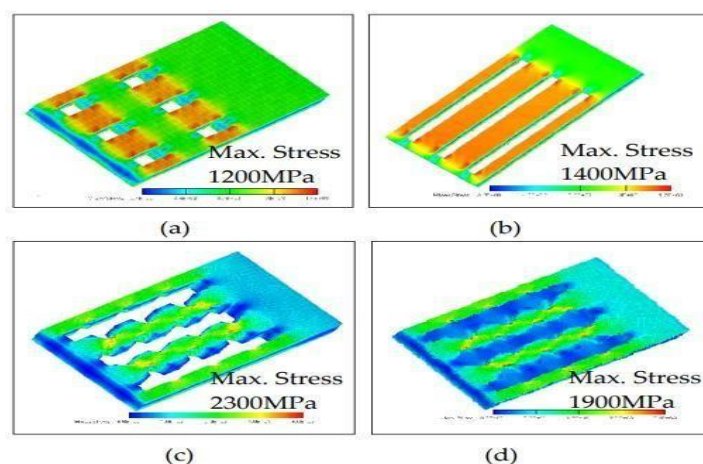 Max. Stress
1200MPa
(a)
Max. Stress
1400MPa
(b)
Max. Stress
2300MPa
(c)
Max. Stress
1900MPa
(d)